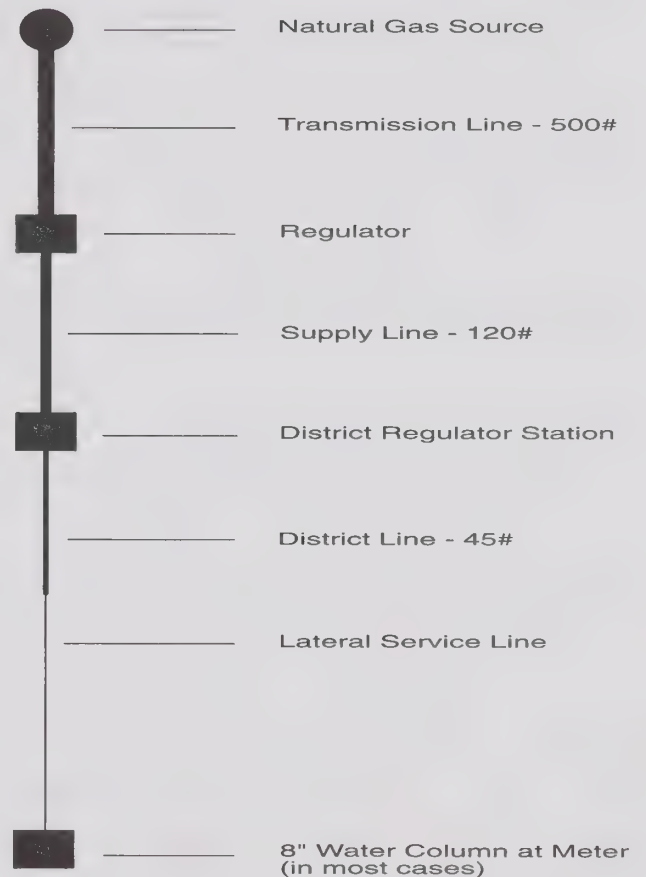 Natural Gas Source
Transmission Line - 500#
Regulator
Supply Line - 120#
District Regulator Station
District Line - 45#
Lateral Service Line
8" Water Column at Meter
(in most cases)